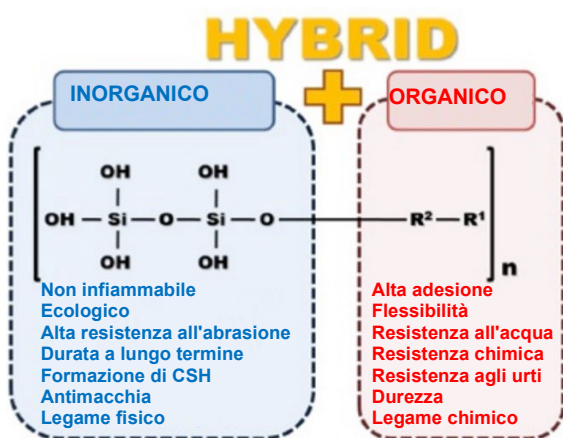 HYBRID
+
INORGANICO
ORGANICO
OH OH
OH — Si — O — Si — O — R² — R¹
OH OH
n
Non infiammabile
Ecologico
Alta resistenza all'abrasione
Durata a lungo termine
Formazione di CSH
Antimacchia
Legame fisico
Alta adesione
Flessibilità
Resistenza all'acqua
Resistenza chimica
Resistenza agli urti
Durezza
Legame chimico